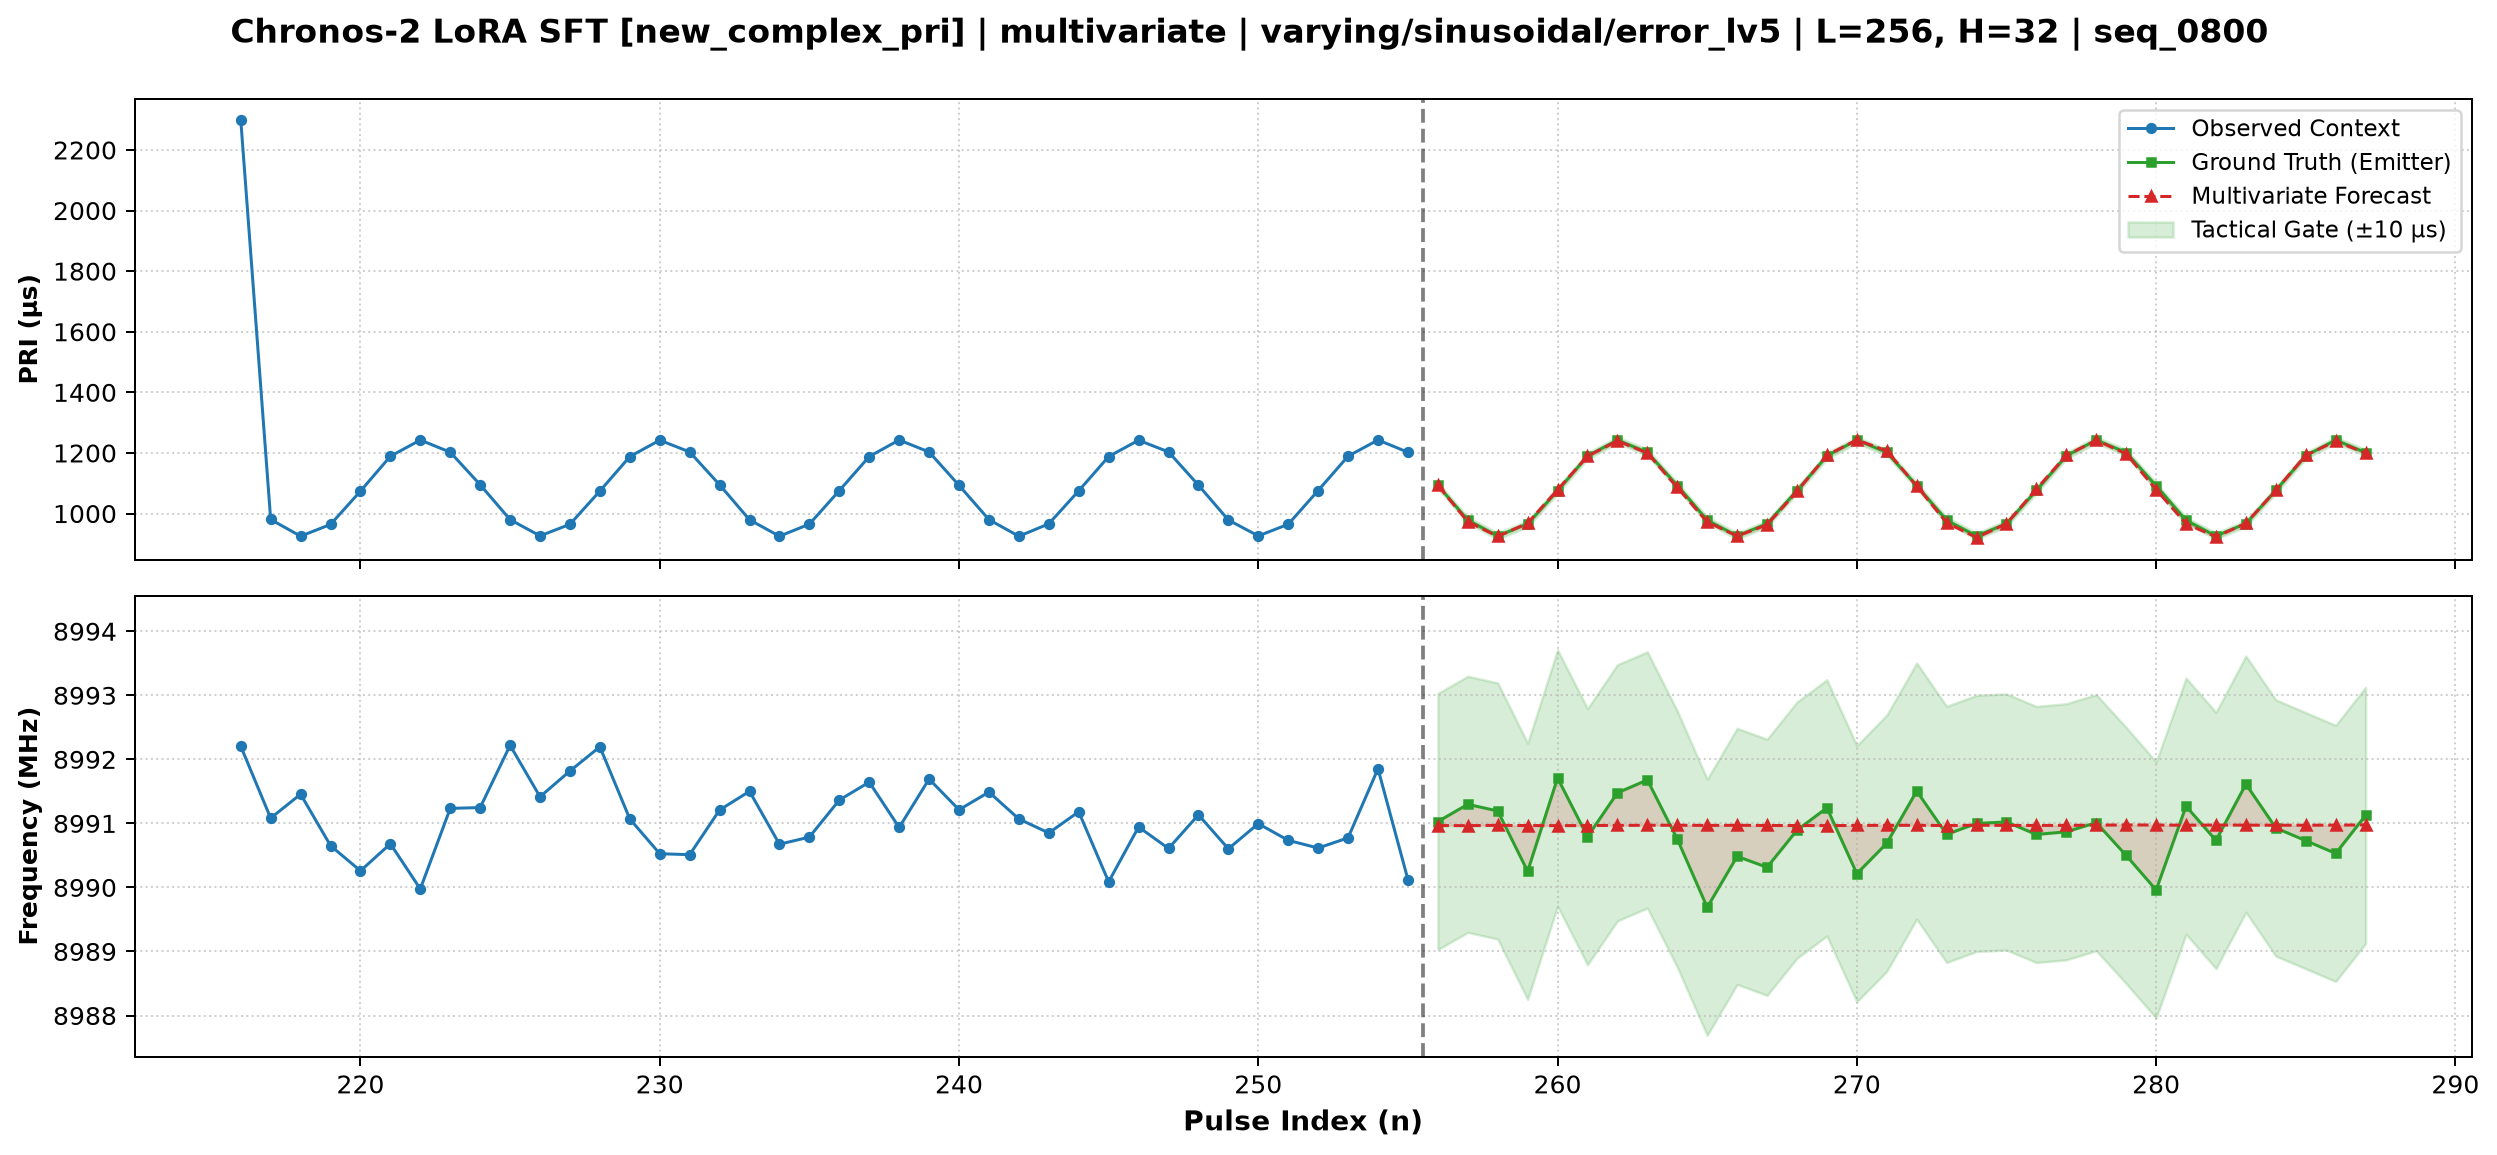 Chronos-2 LoRA SFT [new_complex_pri] | multivariate | varying/sinusoidal/error_lv5 | L=256, H=32 | seq_0800
Observed Context
Ground Truth (Emitter)
Multivariate Forecast
Tactical Gate (±10 µs)
PRI (µs)
2200
2000
1800
1600
1400
1200
1000
Frequency (MHz)
8994
8993
8992
8991
8990
8989
8988
220 230 240 250 260 270 280 290
Pulse Index (n)